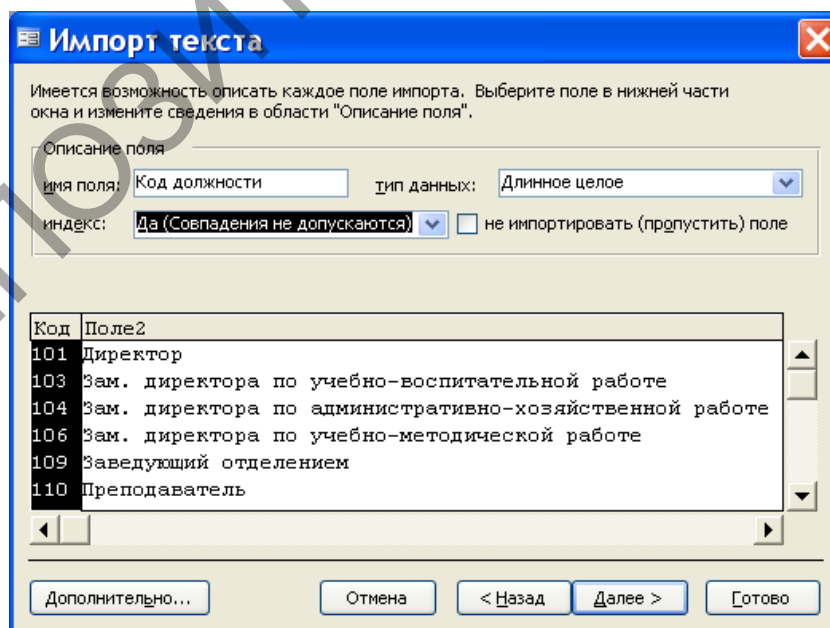 Импорт текста
Имеется возможность описать каждое поле импорта. Выберите поле в нижней части
окна и измените сведения в области "Описание поля".
Описание поля
имя поля: Код должности тип данных: Длинное целое
индекс: Да (Совпадения не допускаются) не импортировать (пропустить) поле
Код Поле2
101 Директор
103 Зам. директора по учебно-воспитательной работе
104 Зам. директора по административно-хозяйственной работе
106 Зам. директора по учебно-методической работе
109 Заведующий отделением
110 Преподаватель
Дополнительно... Отмена < Назад Далее > Готово